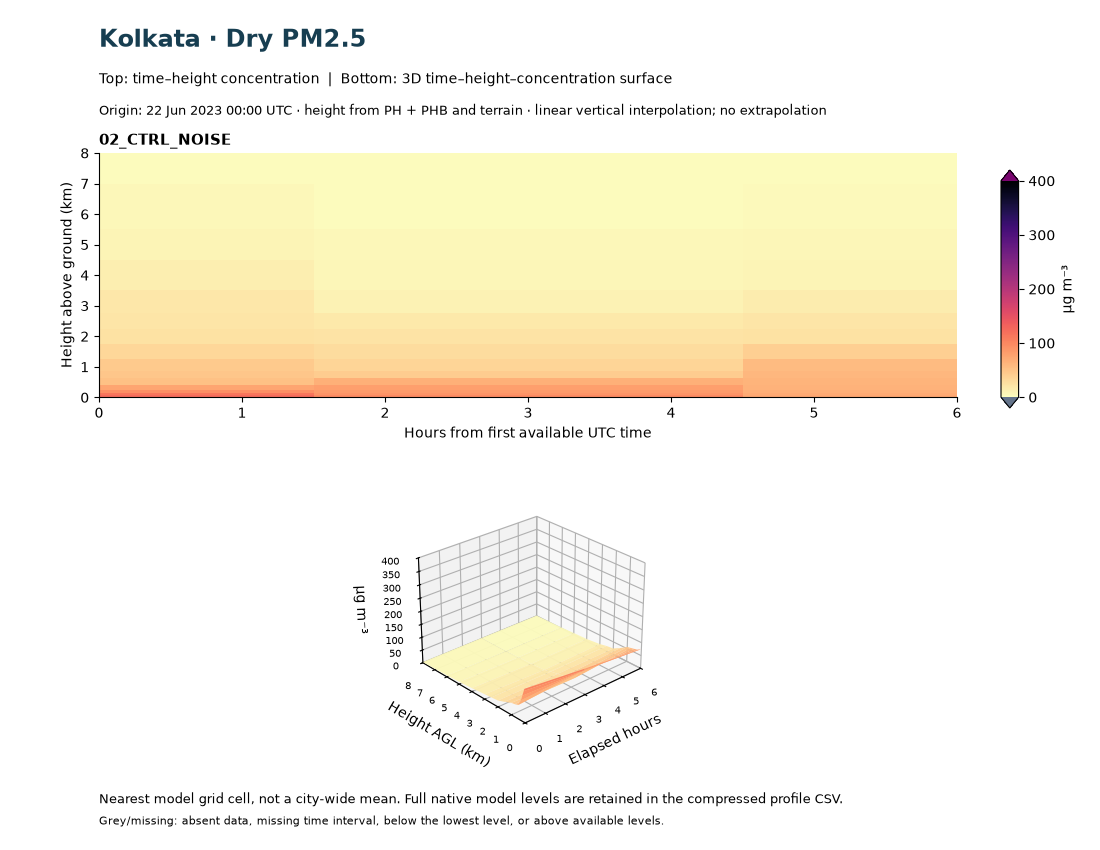 Kolkata · Dry PM2.5
Top: time–height concentration | Bottom: 3D time–height–concentration surface
Origin: 22 Jun 2023 00:00 UTC · height from PH + PHB and terrain · linear vertical interpolation; no extrapolation
02_CTRL_NOISE
Height above ground (km)
8
7
6
5
4
3
2
1
0
0 1 2 3 4 5 6
Hours from first available UTC time
400
300
200
100
0
µg m⁻³
400
350
300
250
200
150
100
50
0
µg m⁻³
8 7 6 5 4 3 2 1 0
Height AGL (km)
0 1 2 3 4 5 6
Elapsed hours
Nearest model grid cell, not a city-wide mean. Full native model levels are retained in the compressed profile CSV.
Grey/missing: absent data, missing time interval, below the lowest level, or above available levels.